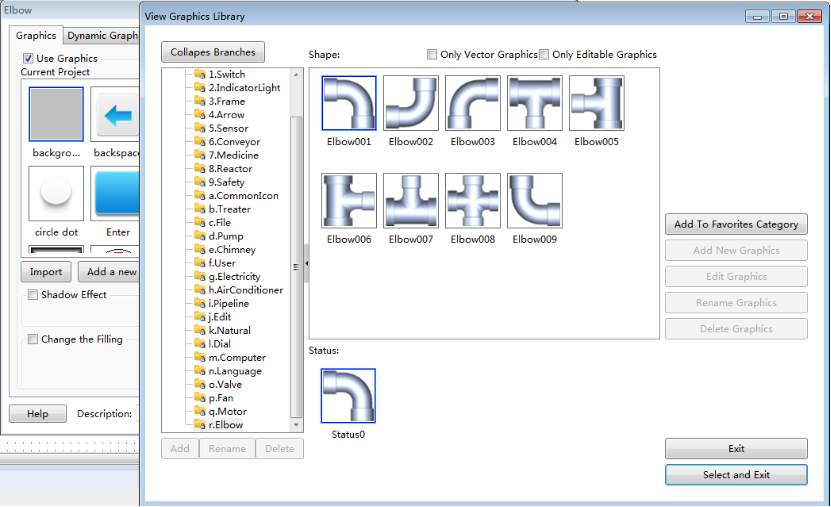 Elbow
Graphics
Dynamic Graph
Use Graphics
Current Project
backgro...
backspac
circle dot
Enter
Import
Add a new
Shadow Effect
Change the Filling
Help
Description:
View Graphics Library
Collapes Branches
1.Switch
2.IndicatorLight
3.Frame
4.Arrow
5.Sensor
6.Conveyor
7.Medicine
8.Reactor
9.Safety
a.CommonIcon
b.Treater
c.File
d.Pump
e.Chimney
f.User
g.Electricity
h.AirConditioner
i.Pipeline
j.Edit
k.Natural
l.Dial
m.Computer
n.Language
o.Valve
p.Fan
q.Motor
r.Elbow
Add
Rename
Delete
Shape:
Only Vector Graphics
Only Editable Graphics
Elbow001
Elbow002
Elbow003
Elbow004
Elbow005
Elbow006
Elbow007
Elbow008
Elbow009
Status:
Status0
Add To Favorites Category
Add New Graphics
Edit Graphics
Rename Graphics
Delete Graphics
Exit
Select and Exit